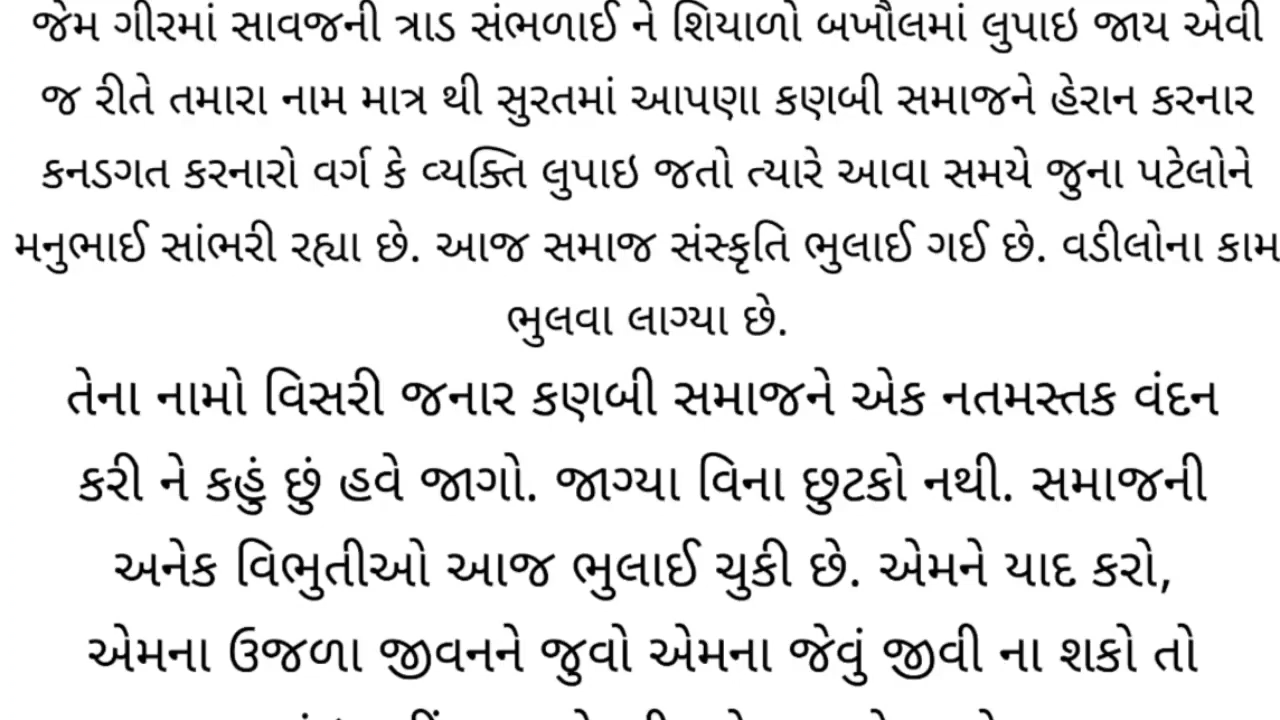 જેમ ગીરમાં સાવજની ત્રાડ સંભળાઈ ને શિયાળો બખૌલમાં લુપાઇ જાય એવી
જ રીતે તમારા નામ માત્ર થી સુરતમાં આપણા કણબી સમાજને હેરાન કરનાર
કનડગત કરનારો વર્ગ કે વ્યક્તિ લુપાઇ જતો ત્યારે આવા સમયે જુના પટેલોને
મનુભાઈ સાંભરી રહ્યા છે. આજ સમાજ સંસ્કૃતિ ભુલાઈ ગઈ છે. વડીલોના કામ
ભુલવા લાગ્યા છે.
તેના નામો વિસરી જનાર કણબી સમાજને એક નતમસ્તક વંદન
કરી ને કહું છું હવે જાગો. જાગ્યા વિના છુટકો નથી. સમાજની
અનેક વિભુતીઓ આજ ભુલાઈ ચુકી છે. એમને યાદ કરો,
એમના ઉજળા જીવનને જુવો એમના જેવું જીવી ના શકો તો